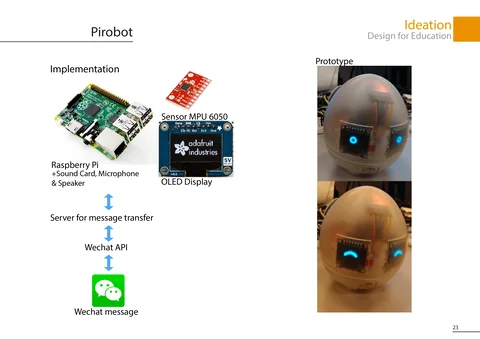 Pirobot
Ideation
Design for Education
Implementation
Prototype
Sensor MPU 6050
adafruit
industries
5V
OLED Display
Raspberry Pi
+Sound Card, Microphone
& Speaker
Server for message transfer
Wechat API
Wechat message
23